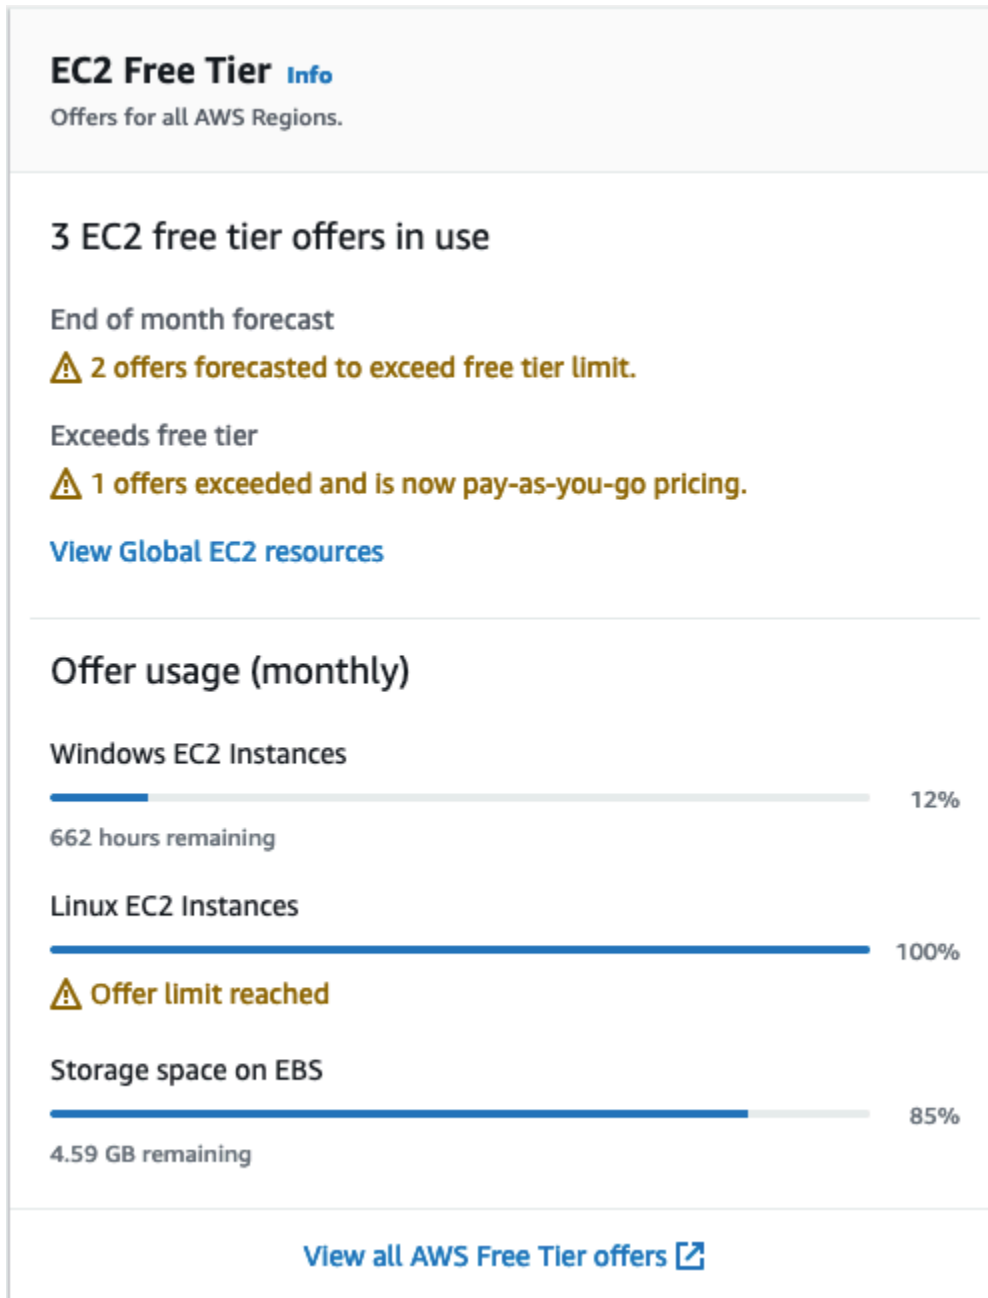 EC2 Free Tier Info
Offers for all AWS Regions.
3 EC2 free tier offers in use
End of month forecast
2 offers forecasted to exceed free tier limit.
Exceeds free tier
1 offers exceeded and is now pay-as-you-go pricing.
View Global EC2 resources
Offer usage (monthly)
Windows EC2 Instances
12%
662 hours remaining
Linux EC2 Instances
100%
Offer limit reached
Storage space on EBS
85%
4.59 GB remaining
View all AWS Free Tier offers